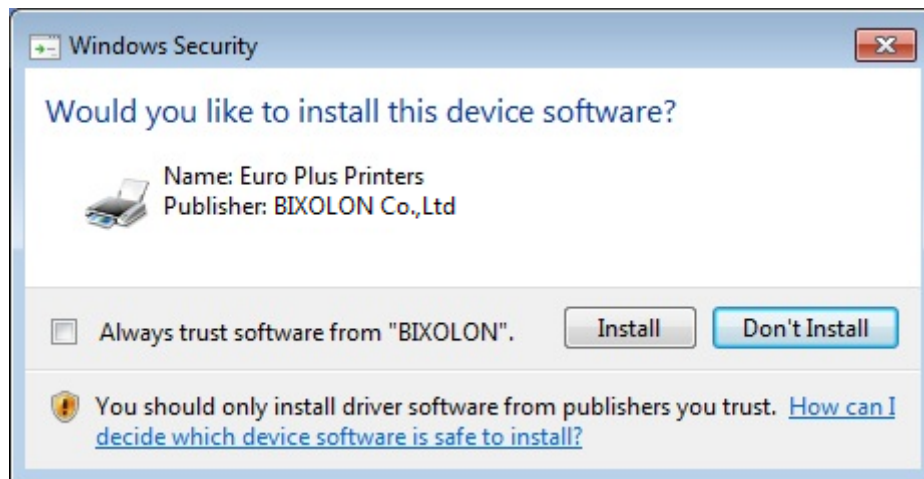 Windows Security
Would you like to install this device software?
Name: Euro Plus Printers
Publisher: BIXOLON Co.,Ltd
Always trust software from "BIXOLON".
Install
Don't Install
You should only install driver software from publishers you trust. How can I
decide which device software is safe to install?